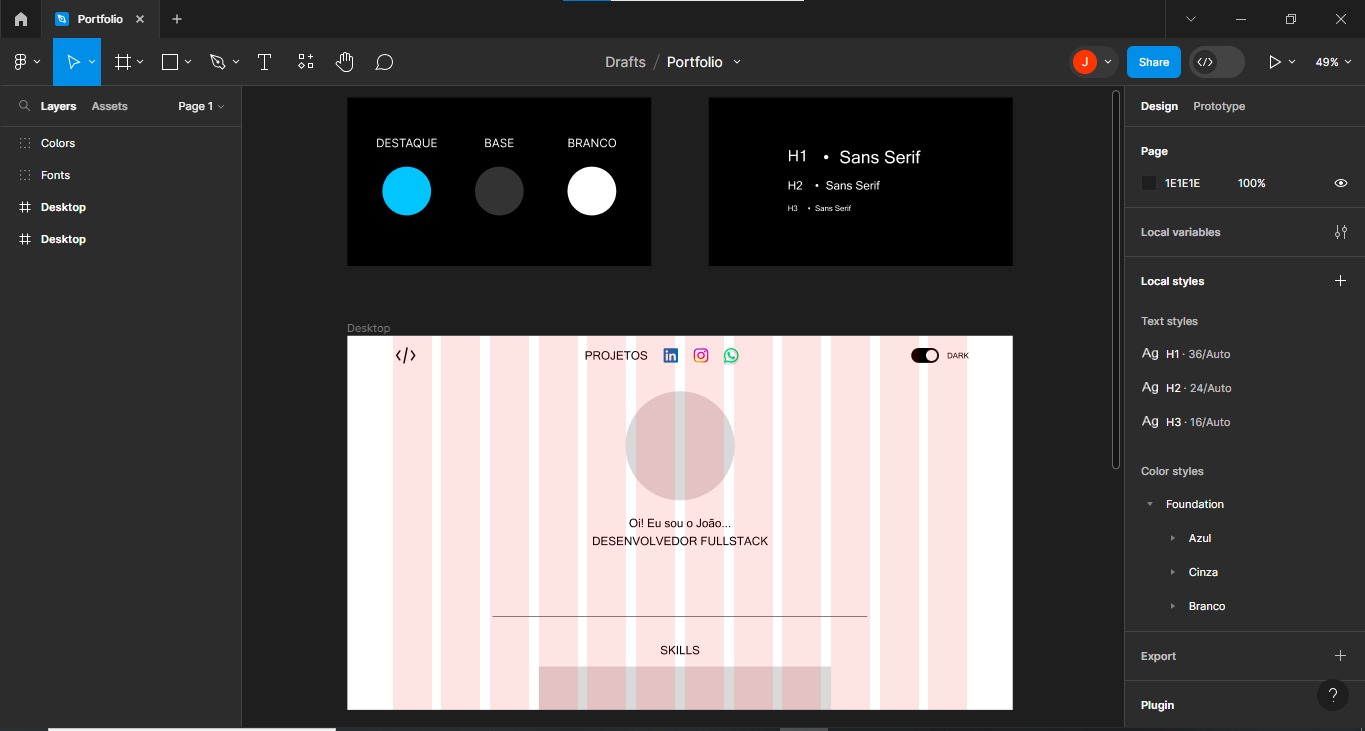 Portfolio
Drafts / Portfolio
J
Share
49%
Layers
Assets
Page 1
Colors
Fonts
Desktop
Desktop
DESTAQUE
BASE
BRANCO
H1 • Sans Serif
H2 • Sans Serif
H3 • Sans Serif
Desktop
</>
PROJETOS
in
DARK
Oi! Eu sou o João...
DESENVOLVEDOR FULLSTACK
SKILLS
Design
Prototype
Page
1E1E1E
100%
Local variables
Local styles
Text styles
Ag H1 · 36/Auto
Ag H2 · 24/Auto
Ag H3 · 16/Auto
Color styles
Foundation
Azul
Cinza
Branco
Export
Plugin
?